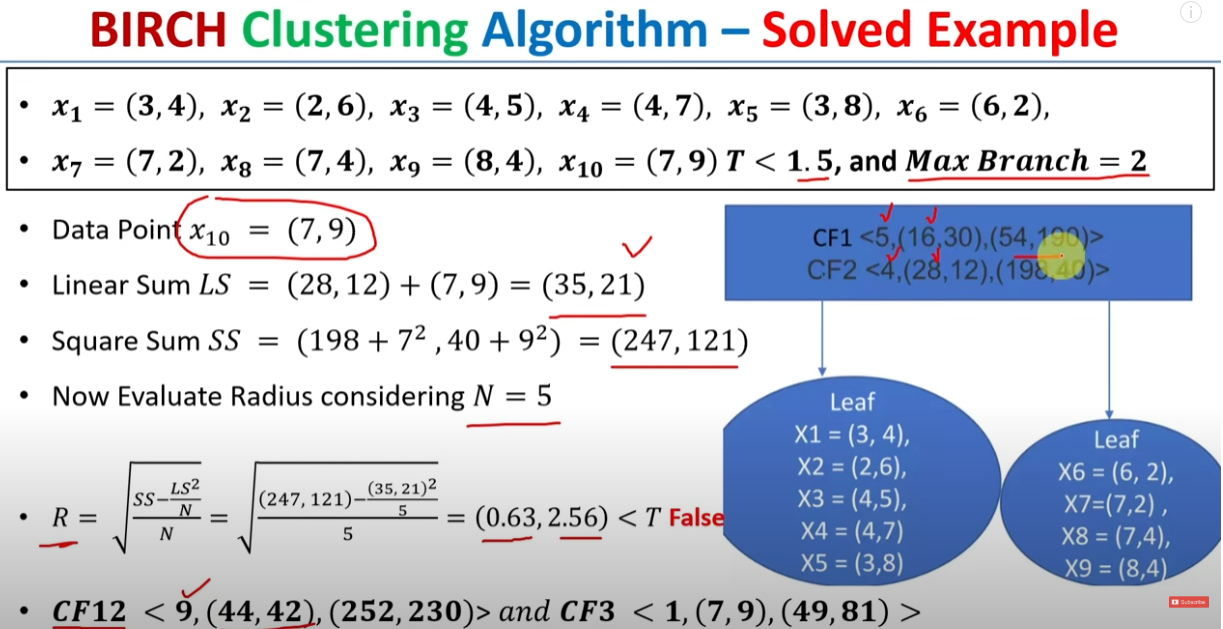 BIRCH Clustering Algorithm – Solved Example
• x₁ = (3, 4), x₂ = (2, 6), x₃ = (4, 5), x₄ = (4, 7), x₅ = (3, 8), x₆ = (6, 2),
• x₇ = (7, 2), x₈ = (7, 4), x₉ = (8, 4), x₁₀ = (7, 9) T < 1.5, and Max Branch = 2
• Data Point x₁₀ = (7, 9)
• Linear Sum LS = (28, 12) + (7, 9) = (35, 21)
• Square Sum SS = (198 + 7², 40 + 9²) = (247, 121)
• Now Evaluate Radius considering N = 5
• R = √((SS − LS²/N)/N) = √(((247, 121) − (35, 21)²/5)/5) = (0.63, 2.56) < T False
• CF12 < 9, (44, 42), (252, 230)> and CF3 < 1, (7, 9), (49, 81) >
CF1 <5,(16,30),(54,190)>
CF2 <4,(28,12),(198,40)>
Leaf
X1 = (3, 4),
X2 = (2,6),
X3 = (4,5),
X4 = (4,7)
X5 = (3,8)
Leaf
X6 = (6, 2),
X7=(7,2) ,
X8 = (7,4),
X9 = (8,4)
Subscribe